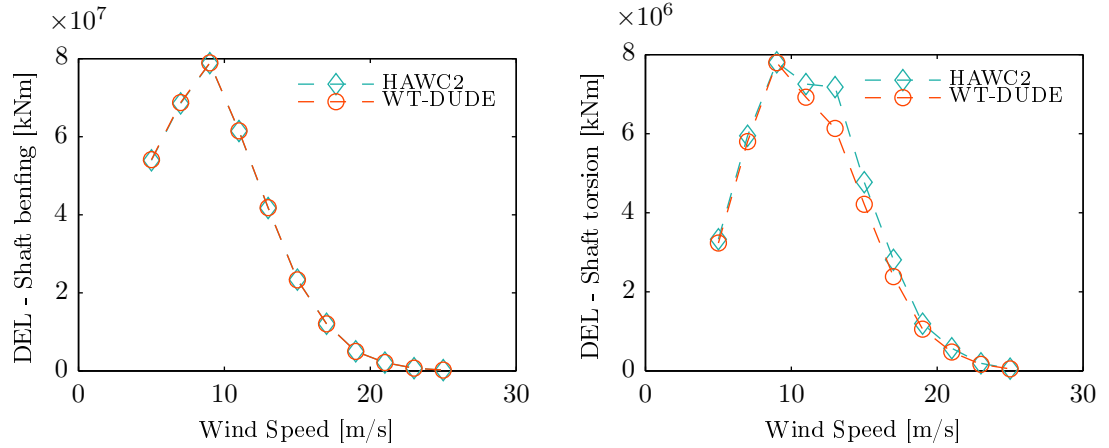 ×10^7
8
6
4
2
0
0
10
20
30
DEL - Shaft benfing [kNm]
Wind Speed [m/s]
HAWC2
WT-DUDE
×10^6
8
6
4
2
0
0
10
20
30
DEL - Shaft torsion [kNm]
Wind Speed [m/s]
HAWC2
WT-DUDE